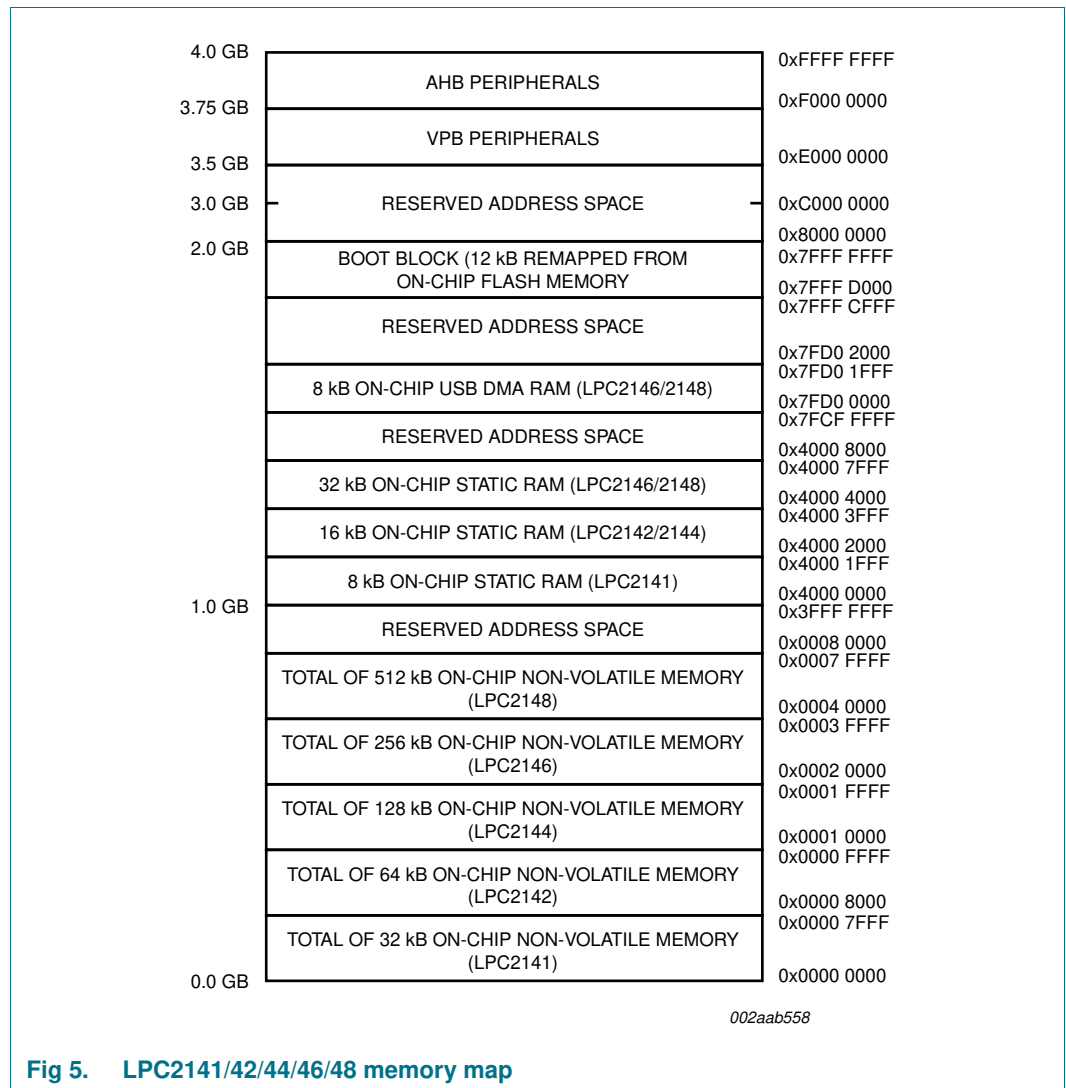 4.0 GB
0xFFFF FFFF
AHB PERIPHERALS
3.75 GB
0xF000 0000
VPB PERIPHERALS
3.5 GB
0xE000 0000
3.0 GB
RESERVED ADDRESS SPACE
0xC000 0000
2.0 GB
0x8000 0000
BOOT BLOCK (12 kB REMAPPED FROM
ON-CHIP FLASH MEMORY
0x7FFF FFFF
0x7FFF D000
0x7FFF CFFF
RESERVED ADDRESS SPACE
0x7FD0 2000
0x7FD0 1FFF
8 kB ON-CHIP USB DMA RAM (LPC2146/2148)
0x7FD0 0000
0x7FCF FFFF
RESERVED ADDRESS SPACE
0x4000 8000
0x4000 7FFF
32 kB ON-CHIP STATIC RAM (LPC2146/2148)
0x4000 4000
0x4000 3FFF
16 kB ON-CHIP STATIC RAM (LPC2142/2144)
0x4000 2000
0x4000 1FFF
8 kB ON-CHIP STATIC RAM (LPC2141)
0x4000 0000
1.0 GB
0x3FFF FFFF
RESERVED ADDRESS SPACE
0x0008 0000
0x0007 FFFF
TOTAL OF 512 kB ON-CHIP NON-VOLATILE MEMORY
(LPC2148)
0x0004 0000
0x0003 FFFF
TOTAL OF 256 kB ON-CHIP NON-VOLATILE MEMORY
(LPC2146)
0x0002 0000
0x0001 FFFF
TOTAL OF 128 kB ON-CHIP NON-VOLATILE MEMORY
(LPC2144)
0x0001 0000
0x0000 FFFF
TOTAL OF 64 kB ON-CHIP NON-VOLATILE MEMORY
(LPC2142)
0x0000 8000
0x0000 7FFF
TOTAL OF 32 kB ON-CHIP NON-VOLATILE MEMORY
(LPC2141)
0.0 GB
0x0000 0000
002aab558
Fig 5. LPC2141/42/44/46/48 memory map